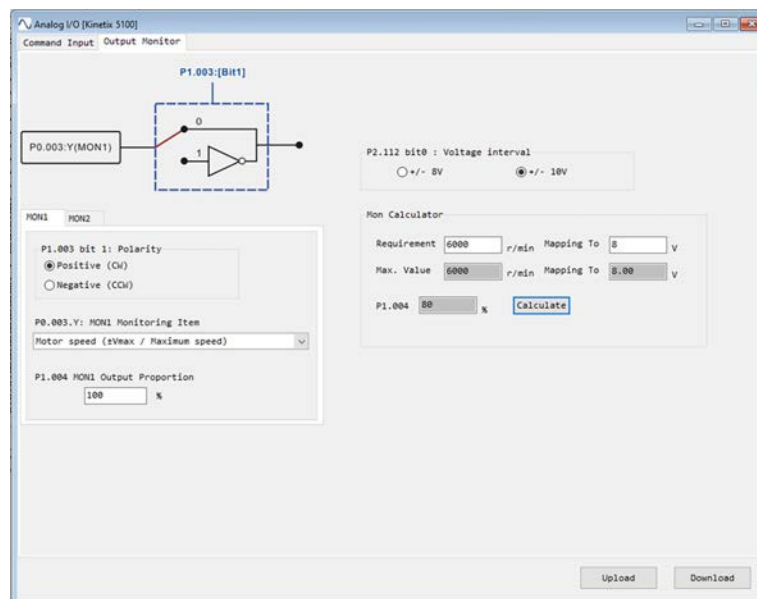 Analog I/O [Kinetix 5100]
Command Input Output Monitor
P1.003:[Bit1]
0
P0.003:Y(MON1)
1
P2.112 bit0 : Voltage interval
+/- 8V +/- 10V
MON1 MON2
P1.003 bit 1: Polarity
Positive (CW)
Negative (CCW)
P0.003.Y: MON1 Monitoring Item
Motor speed (±Vmax / Maximum speed)
P1.004 MON1 Output Proportion
100 %
Mon Calculator
Requirement 6000 r/min Mapping To 8 V
Max. Value 6000 r/min Mapping To 8.00 V
P1.004 80 % Calculate
Upload Download